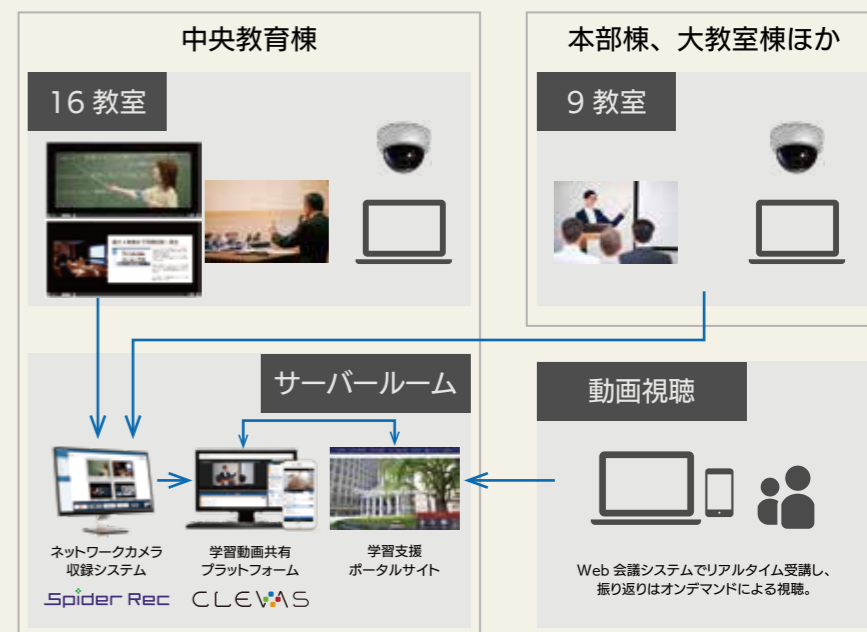 中央教育棟
16 教室
本部棟、大教室棟ほか
9 教室
サーバールーム
ネットワークカメラ
収録システム
Spider Rec
学習動画共有
プラットフォーム
CLEVAS
学習支援
ポータルサイト
動画視聴
Web 会議システムでリアルタイム受講し、
振り返りはオンデマンドによる視聴。